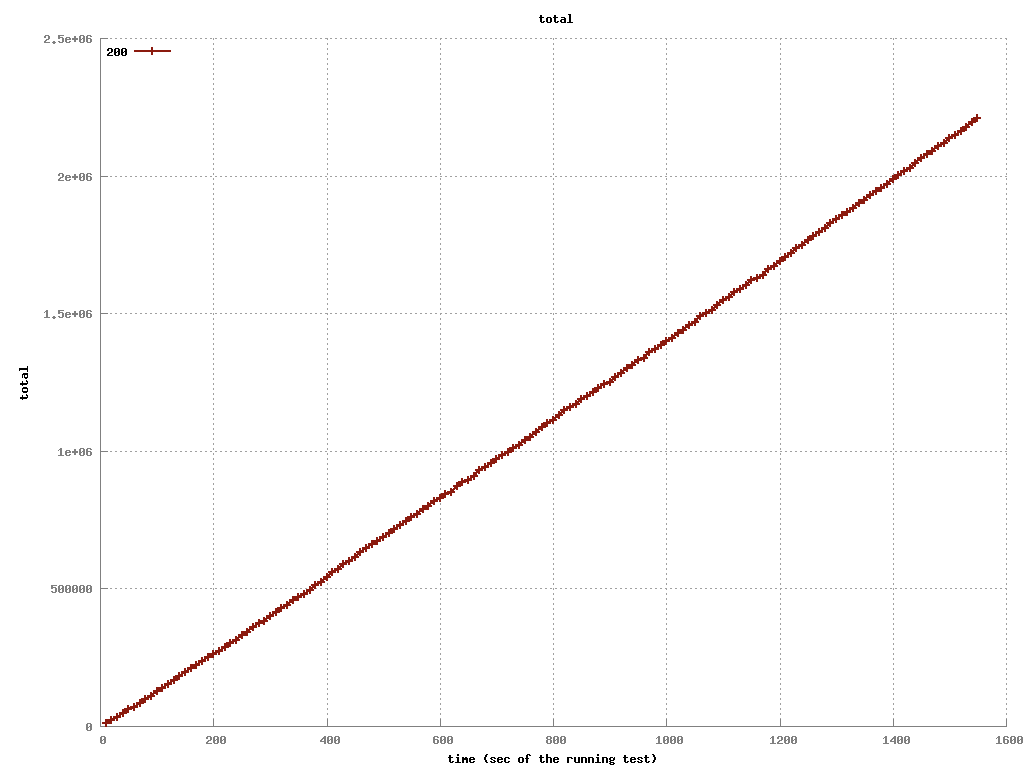 total
2.5e+06
200
2e+06
1.5e+06
total
1e+06
500000
0
0 200 400 600 800 1000 1200 1400 1600
time (sec of the running test)